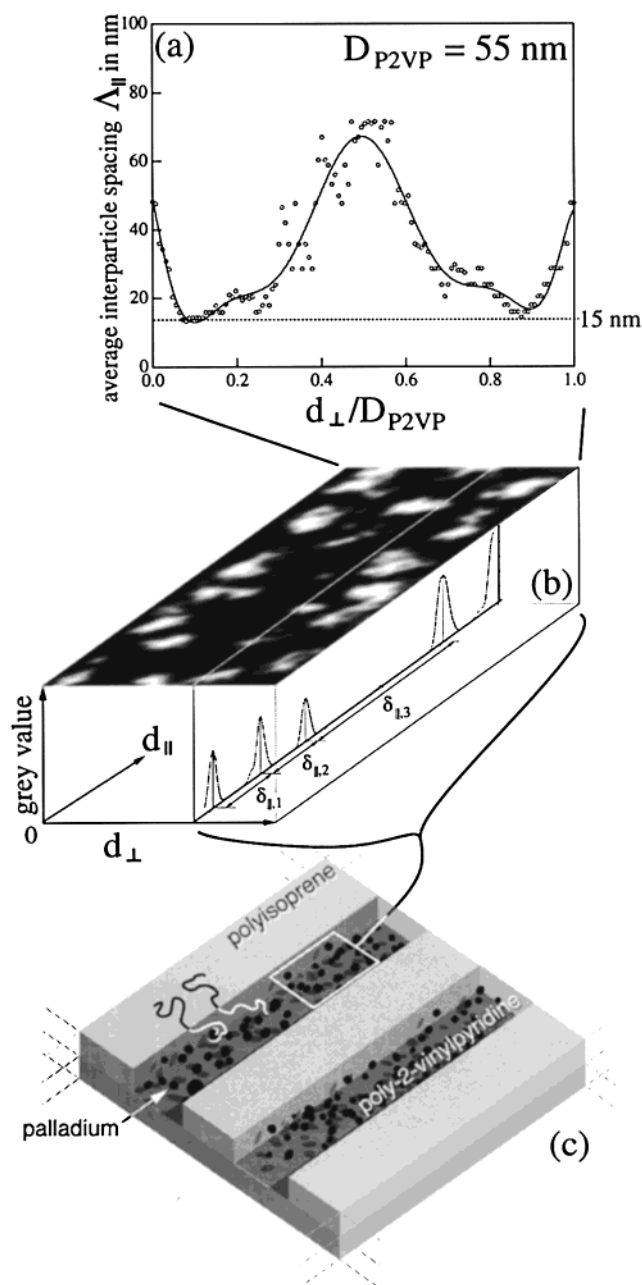 (a)
D_P2VP = 55 nm
average interparticle spacing Λ_∥ in nm
100
80
60
40
20
0
15 nm
0.0 0.2 0.4 0.6 0.8 1.0
d_⊥/D_P2VP
(b)
grey value
d_∥
δ_∥,1
δ_∥,2
δ_∥,3
0
d_⊥
polyisoprene
poly-2-vinylpyridine
palladium
(c)